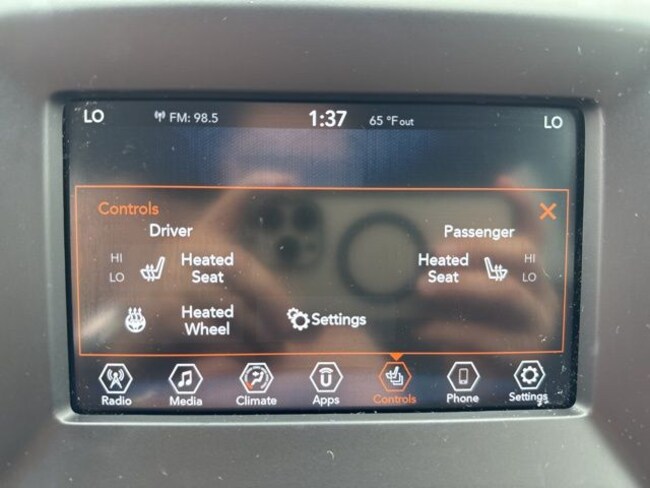 LO FM: 98.5 1:37 65 °F out LO
Controls
Driver Passenger
HI Heated Seat Heated Seat HI
LO LO
Heated Wheel Settings
Radio Media Climate Apps Controls Phone Settings